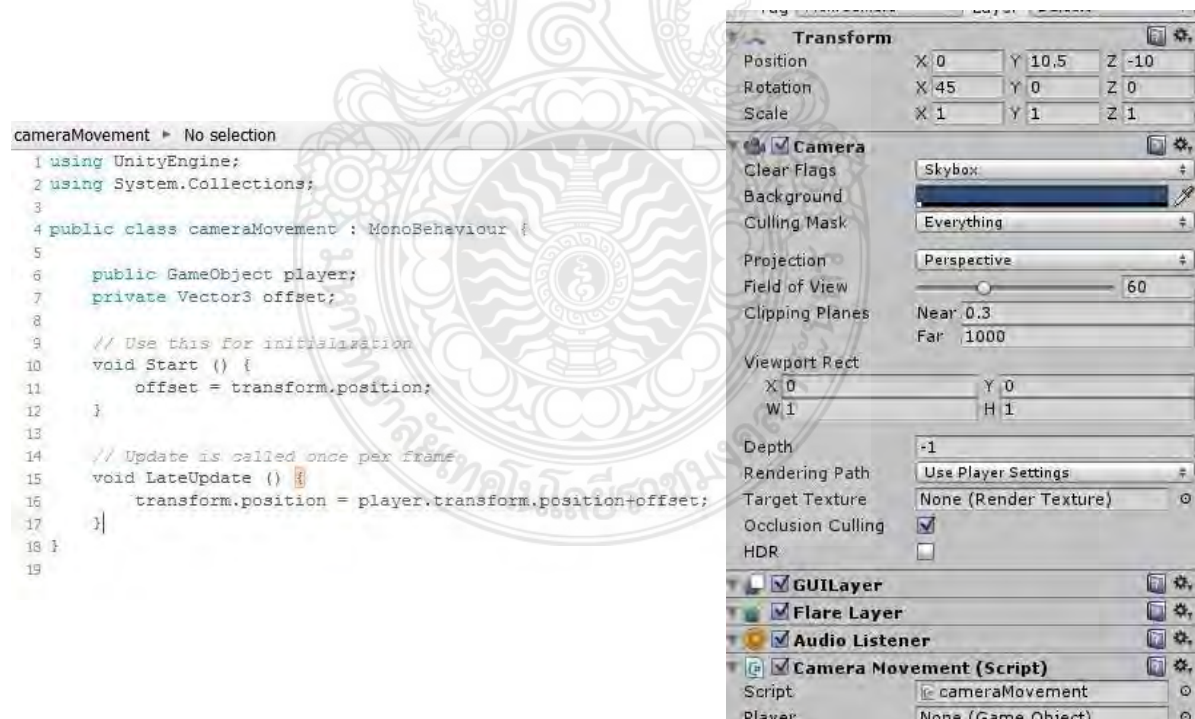 cameraMovement ▸ No selection
1 using UnityEngine;
2 using System.Collections;
3
4 public class cameraMovement : MonoBehaviour {
5
6 public GameObject player;
7 private Vector3 offset;
8
9 // Use this for initialization
10 void Start () {
11 offset = transform.position;
12 }
13
14 // Update is called once per frame
15 void LateUpdate () {
16 transform.position = player.transform.position+offset;
17 }
18 }
19
Transform
Position X 0 Y 10.5 Z -10
Rotation X 45 Y 0 Z 0
Scale X 1 Y 1 Z 1
Camera
Clear Flags Skybox
Background
Culling Mask Everything
Projection Perspective
Field of View 60
Clipping Planes Near 0.3
Far 1000
Viewport Rect
X 0 Y 0
W 1 H 1
Depth -1
Rendering Path Use Player Settings
Target Texture None (Render Texture)
Occlusion Culling
HDR
GUILayer
Flare Layer
Audio Listener
Camera Movement (Script)
Script cameraMovement
Player None (Game Object)